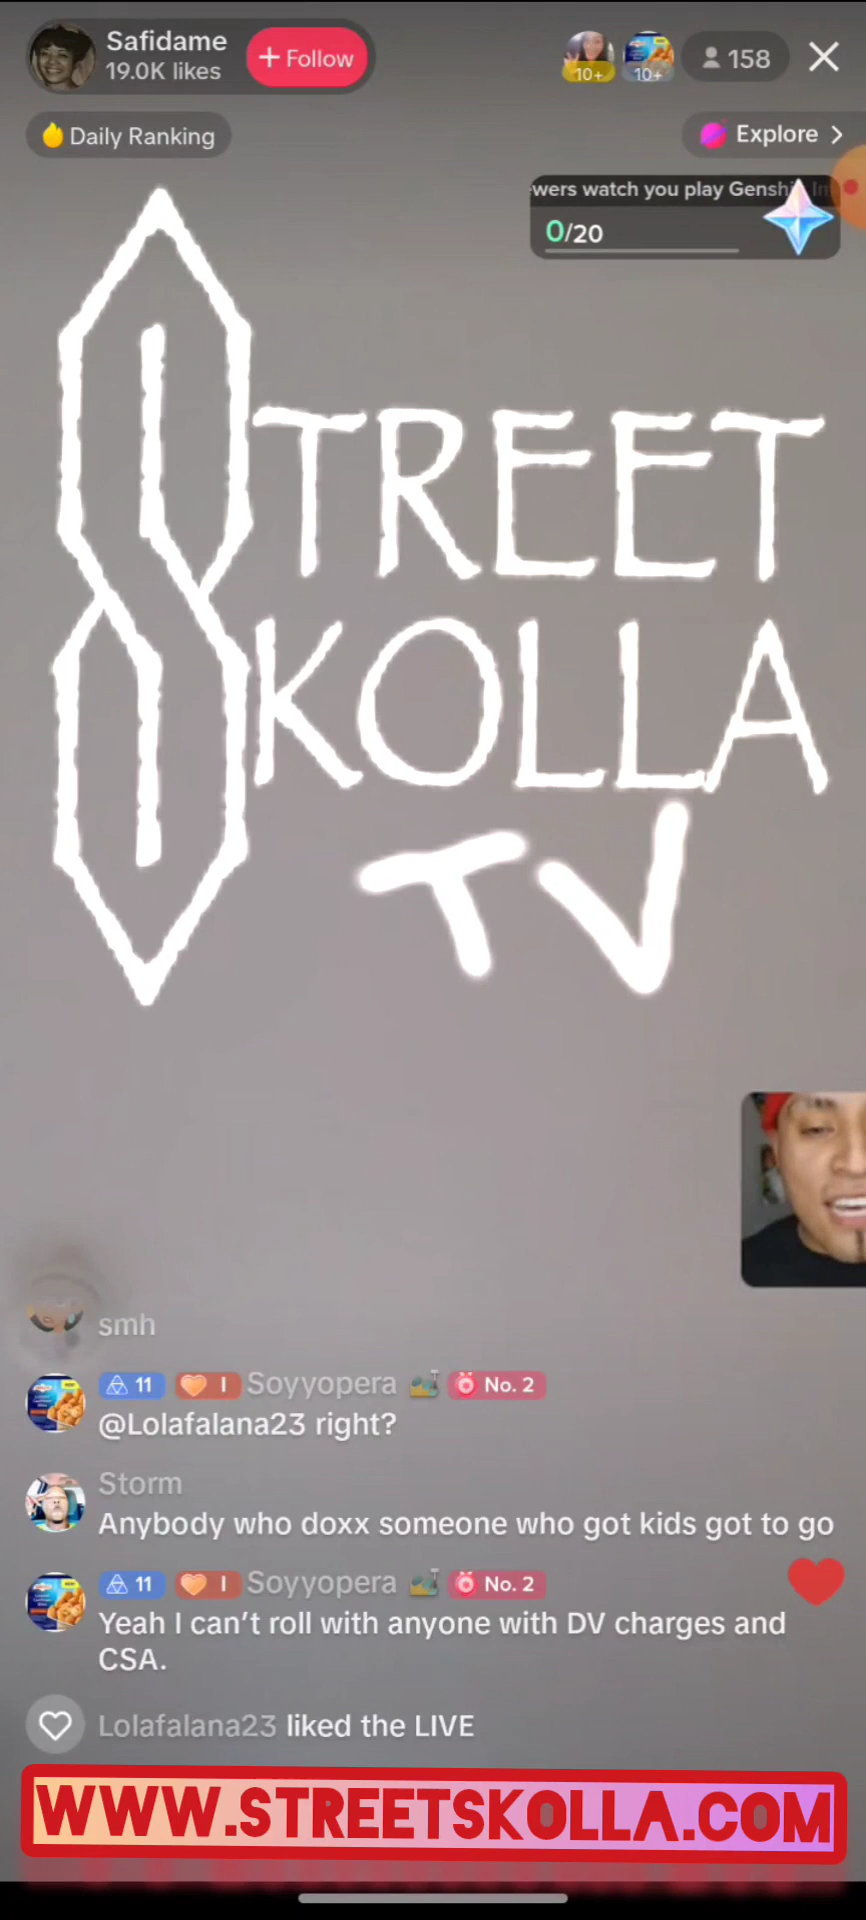 Safidame
19.0K likes
+ Follow
10+
10+
158
Daily Ranking
Explore
wers watch you play Genshin Im
0/20
STREET
SKOLLA
TV
smh
11 I Soyyopera No. 2
@Lolafalana23 right?
Storm
Anybody who doxx someone who got kids got to go
11 I Soyyopera No. 2
Yeah I can’t roll with anyone with DV charges and
CSA.
Lolafalana23 liked the LIVE
WWW.STREETSKOLLA.COM